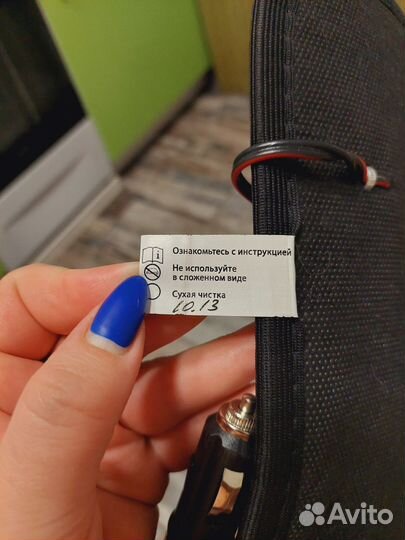 Ознакомьтесь с инструкцией
Не используйте
в сложенном виде
Сухая чистка
10.13
Avito